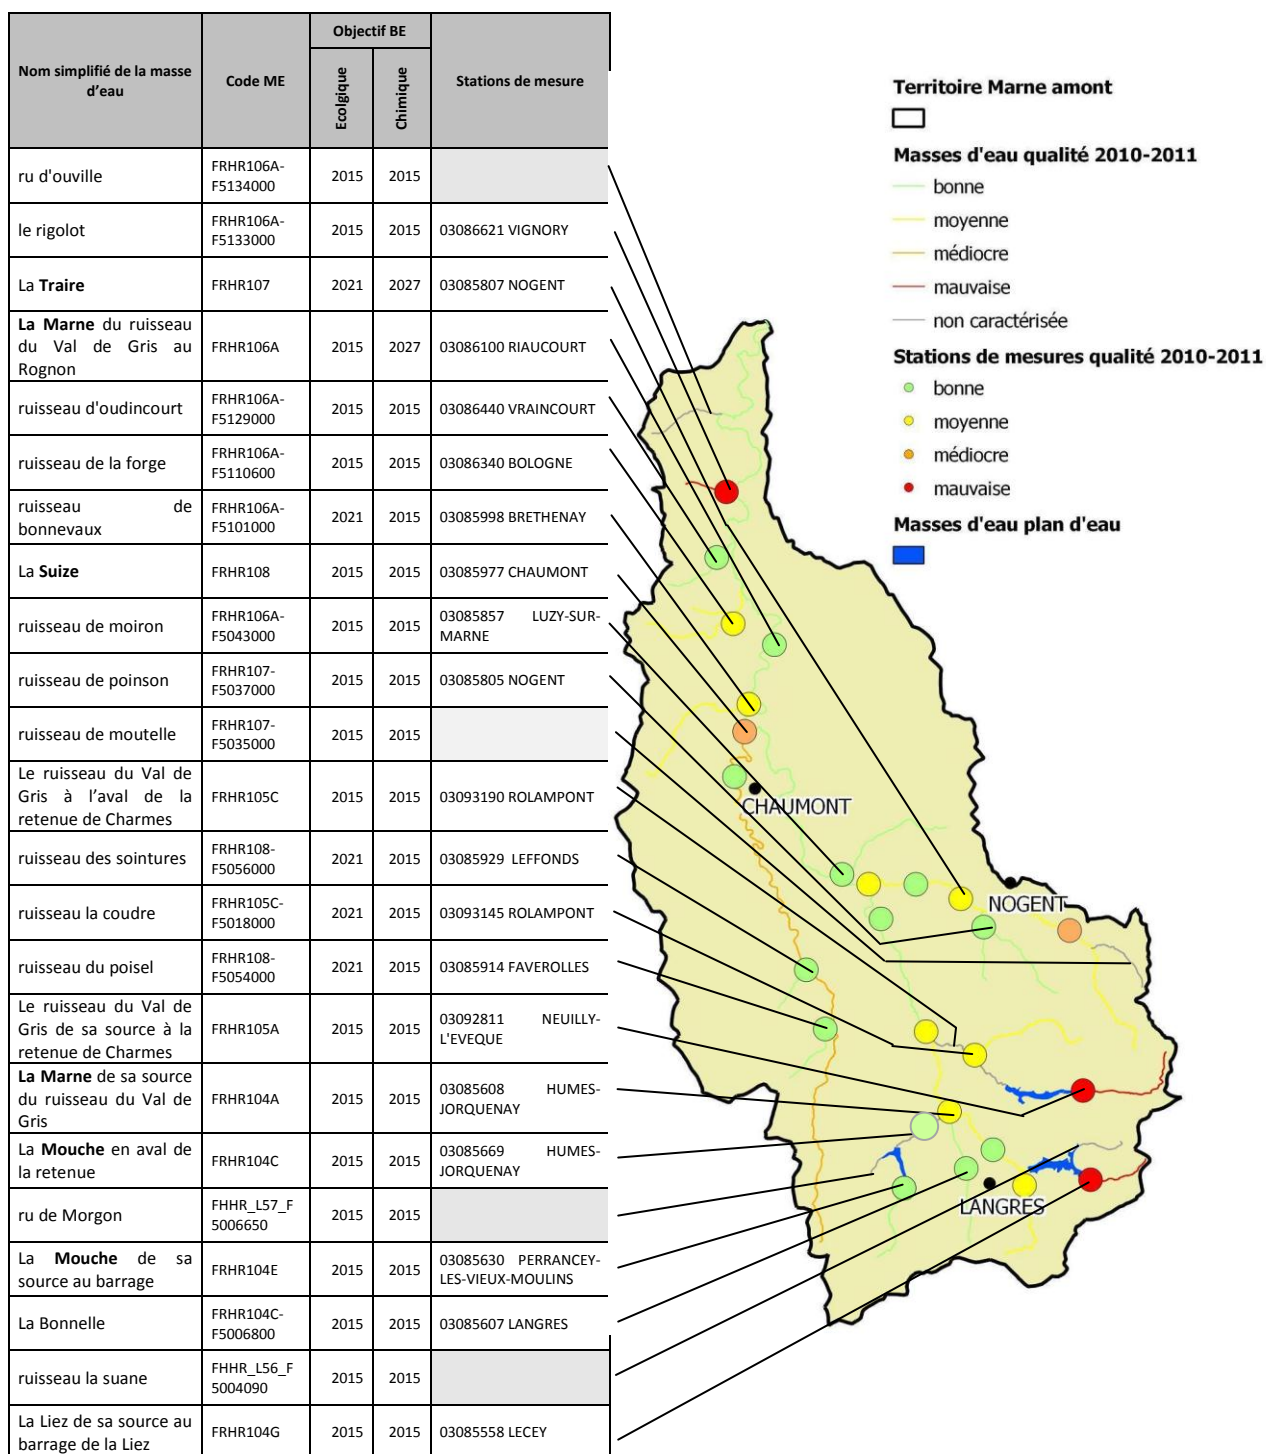 Nom simplifié de la masse d'eau
Code ME
Objectif BE
Ecolgique
Chimique
Stations de mesure
ru d'ouville
FRHR106A-
F5134000
2015
2015
le rigolot
FRHR106A-
F5133000
2015
2015
03086621 VIGNORY
La Traire
FRHR107
2021
2027
03085807 NOGENT
La Marne du ruisseau
du Val de Gris au
Rognon
FRHR106A
2015
2027
03086100 RIAUCOURT
ruisseau d'oudincourt
FRHR106A-
F5129000
2015
2015
03086440 VRAINCOURT
ruisseau de la forge
FRHR106A-
F5110600
2015
2015
03086340 BOLOGNE
ruisseau de
bonnevaux
FRHR106A-
F5101000
2021
2015
03085998 BRETHENAY
La Suize
FRHR108
2015
2015
03085977 CHAUMONT
ruisseau de moiron
FRHR106A-
F5043000
2015
2015
03085857 LUZY-SUR-
MARNE
ruisseau de poinson
FRHR107-
F5037000
2015
2015
03085805 NOGENT
ruisseau de moutelle
FRHR107-
F5035000
2015
2015
Le ruisseau du Val de
Gris à l'aval de la
retenue de Charmes
FRHR105C
2015
2015
03093190 ROLAMPONT
ruisseau des sointures
FRHR108-
F5056000
2021
2015
03085929 LEFFONDS
ruisseau la coudre
FRHR105C-
F5018000
2021
2015
03093145 ROLAMPONT
ruisseau du poisel
FRHR108-
F5054000
2021
2015
03085914 FAVEROLLES
Le ruisseau du Val de
Gris de sa source à la
retenue de Charmes
FRHR105A
2015
2015
03092811 NEUILLY-
L'EVEQUE
La Marne de sa source
du ruisseau du Val de
Gris
FRHR104A
2015
2015
03085608 HUMES-
JORQUENAY
La Mouche en aval de
la retenue
FRHR104C
2015
2015
03085669 HUMES-
JORQUENAY
ru de Morgon
FHHR_L57_F
5006650
2015
2015
La Mouche de sa
source au barrage
FRHR104E
2015
2015
03085630 PERRANCEY-
LES-VIEUX-MOULINS
La Bonnelle
FRHR104C-
F5006800
2015
2015
03085607 LANGRES
ruisseau la suane
FHHR_L56_F
5004090
2015
2015
La Liez de sa source au
barrage de la Liez
FRHR104G
2015
2015
03085558 LECEY
Territoire Marne amont
Masses d'eau qualité 2010-2011
bonne
moyenne
médiocre
mauvaise
non caractérisée
Stations de mesures qualité 2010-2011
bonne
moyenne
médiocre
mauvaise
Masses d'eau plan d'eau
CHAUMONT
NOGENT
LANGRES